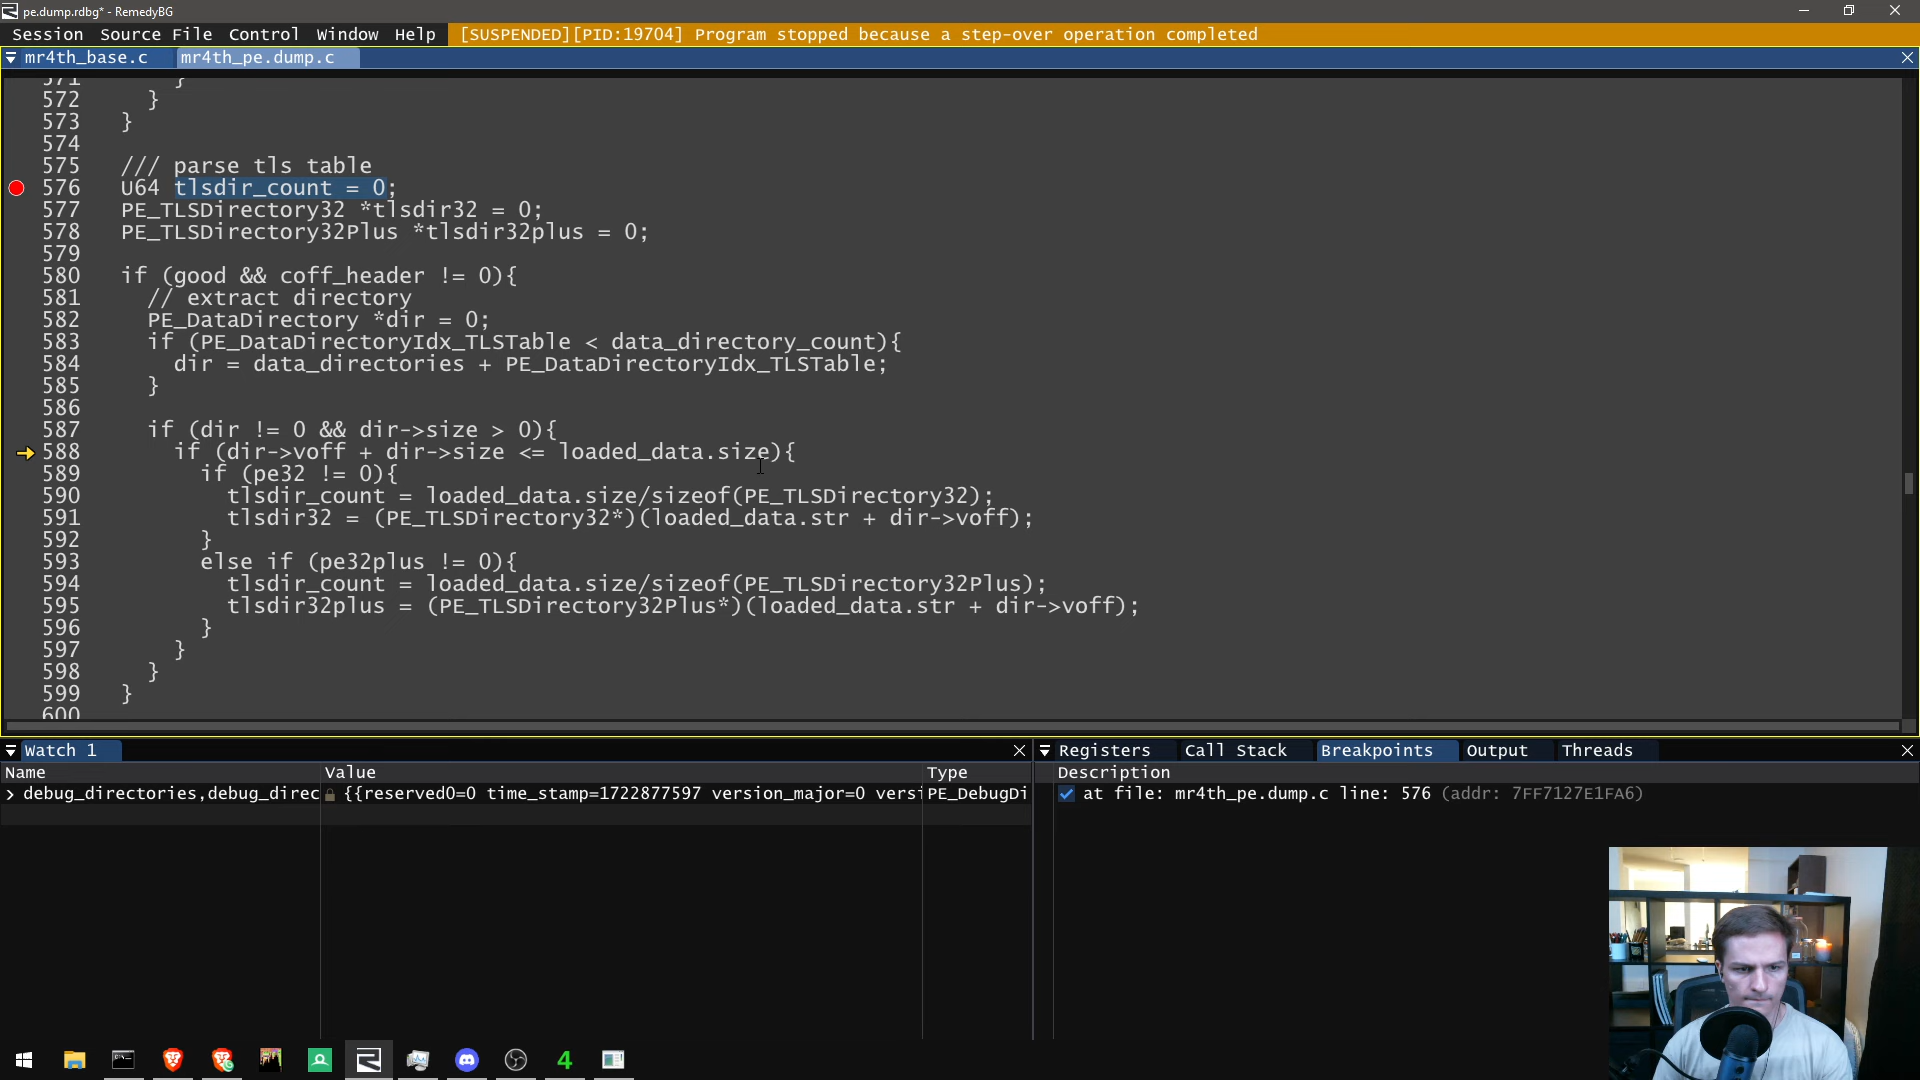 pe.dump.rdbg* - RemedyBG
Session Source File Control Window Help [SUSPENDED][PID:19704] Program stopped because a step-over operation completed
mr4th_base.c mr4th_pe.dump.c
571 }
572 }
573 }
574
575 /// parse tls table
576 U64 tlsdir_count = 0;
577 PE_TLSDirectory32 *tlsdir32 = 0;
578 PE_TLSDirectory32Plus *tlsdir32plus = 0;
579
580 if (good && coff_header != 0){
581 // extract directory
582 PE_DataDirectory *dir = 0;
583 if (PE_DataDirectoryIdx_TLSTable < data_directory_count){
584 dir = data_directories + PE_DataDirectoryIdx_TLSTable;
585 }
586
587 if (dir != 0 && dir->size > 0){
588 if (dir->voff + dir->size <= loaded_data.size){
589 if (pe32 != 0){
590 tlsdir_count = loaded_data.size/sizeof(PE_TLSDirectory32);
591 tlsdir32 = (PE_TLSDirectory32*)(loaded_data.str + dir->voff);
592 }
593 else if (pe32plus != 0){
594 tlsdir_count = loaded_data.size/sizeof(PE_TLSDirectory32Plus);
595 tlsdir32plus = (PE_TLSDirectory32Plus*)(loaded_data.str + dir->voff);
596 }
597 }
598 }
599 }
600
Watch 1
Name Value Type
> debug_directories,debug_direc {{reserved0=0 time_stamp=1722877597 version_major=0 versi PE_DebugDi
Registers Call Stack Breakpoints Output Threads
Description
at file: mr4th_pe.dump.c line: 576 (addr: 7FF7127E1FA6)
4